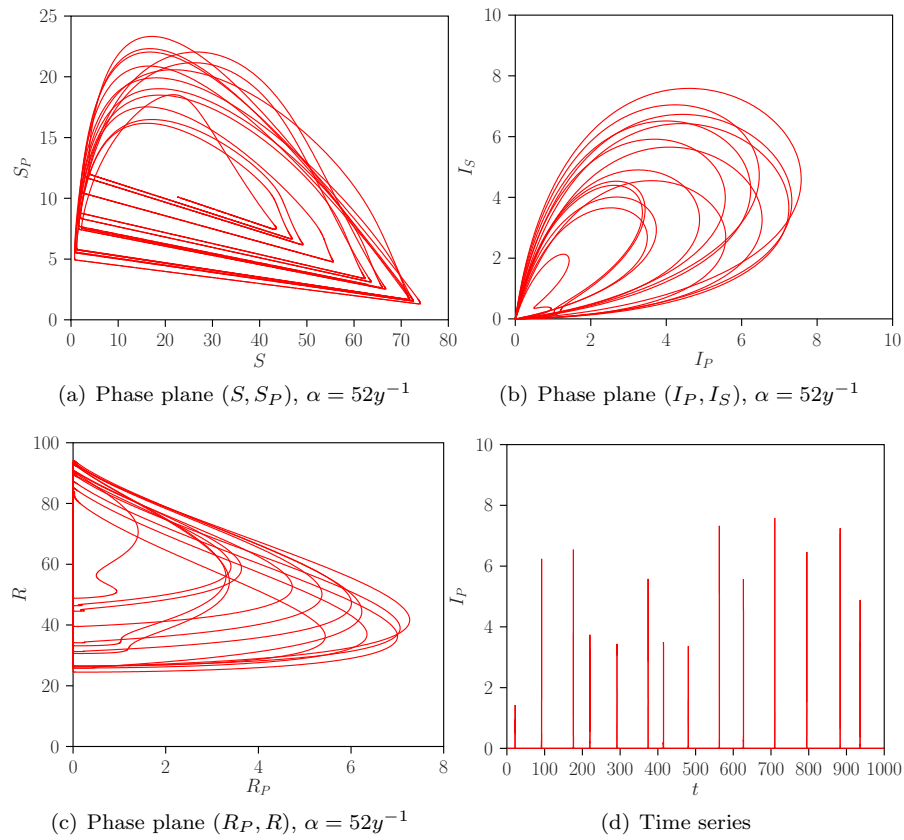 25
20
15
10
5
0
S_P
0 10 20 30 40 50 60 70 80
S
(a) Phase plane (S, S_P), α = 52y^{-1}
10
8
6
4
2
0
I_S
0 2 4 6 8 10
I_P
(b) Phase plane (I_P, I_S), α = 52y^{-1}
100
80
60
40
20
0
R
0 2 4 6 8
R_P
(c) Phase plane (R_P, R), α = 52y^{-1}
10
8
6
4
2
0
I_P
0 100 200 300 400 500 600 700 800 900 1000
t
(d) Time series